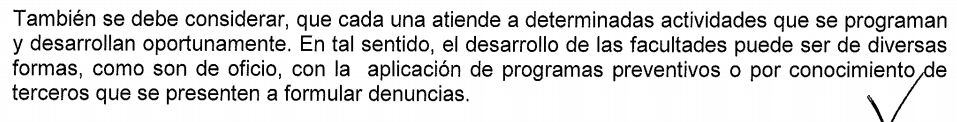 También se debe considerar, que cada una atiende a determinadas actividades que se programan
y desarrollan oportunamente. En tal sentido, el desarrollo de las facultades puede ser de diversas
formas, como son de oficio, con la aplicación de programas preventivos o por conocimiento de
terceros que se presenten a formular denuncias.